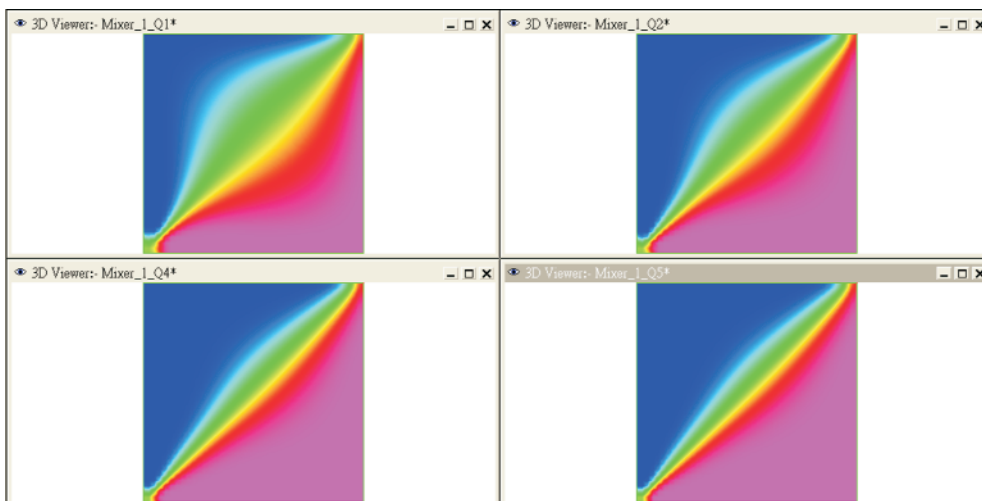 3D Viewer:- Mixer_1_Q1*
3D Viewer:- Mixer_1_Q2*
3D Viewer:- Mixer_1_Q4*
3D Viewer:- Mixer_1_Q5*